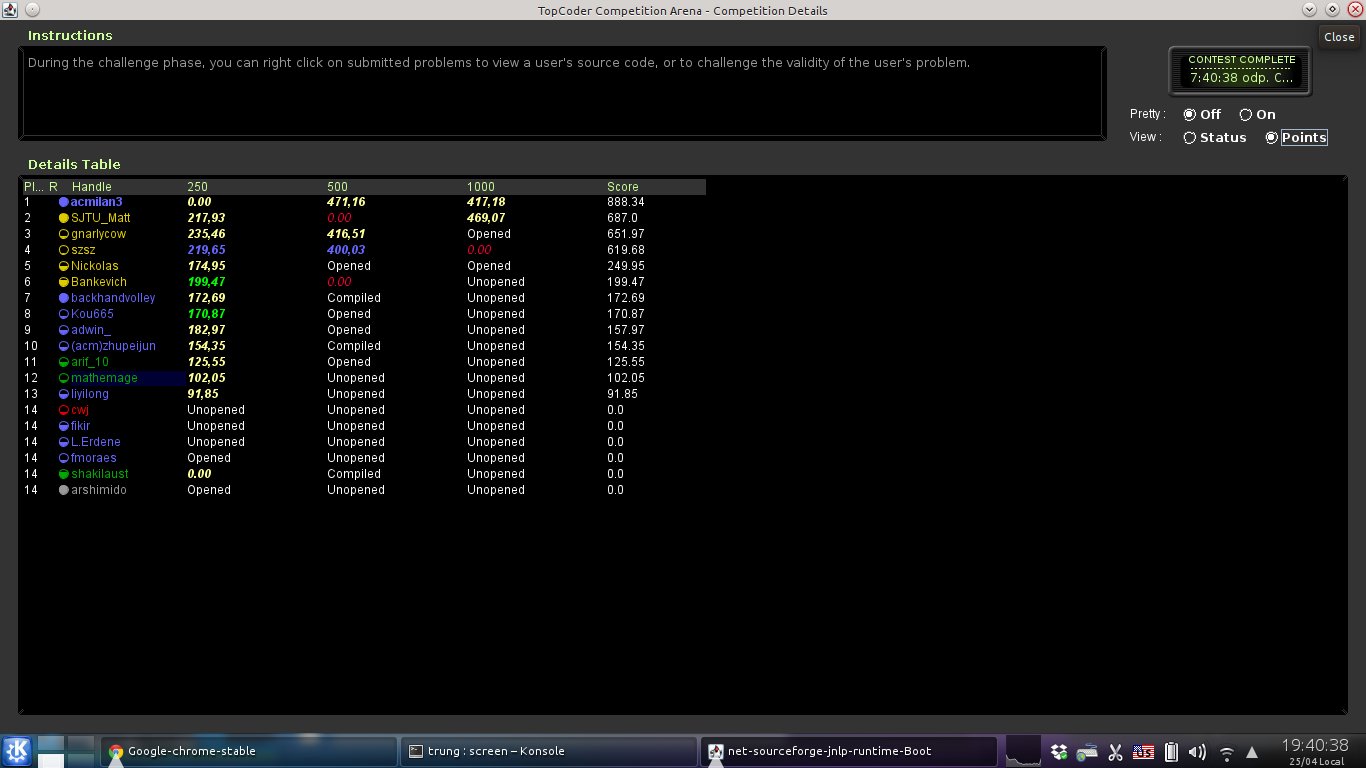 TopCoder Competition Arena - Competition Details
Instructions
Close
During the challenge phase, you can right click on submitted problems to view a user's source code, or to challenge the validity of the user's problem.
CONTEST COMPLETE
7:40:38 odp. C...
Pretty : Off On
View : Status Points
Details Table
Pl... R Handle 250 500 1000 Score
1 acmilan3 0.00 471,16 417,18 888.34
2 SJTU_Matt 217,93 0.00 469,07 687.0
3 gnarlycow 235,46 416,51 Opened 651.97
4 szsz 219,65 400,03 0.00 619.68
5 Nickolas 174,95 Opened Opened 249.95
6 Bankevich 199,47 0.00 Unopened 199.47
7 backhandvolley 172,69 Compiled Unopened 172.69
8 Kou665 170,87 Opened Unopened 170.87
9 adwin_ 182,97 Opened Unopened 157.97
10 (acm)zhupeijun 154,35 Compiled Unopened 154.35
11 arif_10 125,55 Opened Unopened 125.55
12 mathemage 102,05 Unopened Unopened 102.05
13 liyilong 91,85 Unopened Unopened 91.85
14 cwj Unopened Unopened Unopened 0.0
14 fikir Unopened Unopened Unopened 0.0
14 L.Erdene Unopened Unopened Unopened 0.0
14 fmoraes Opened Unopened Unopened 0.0
14 shakilaust 0.00 Compiled Unopened 0.0
14 arshimido Opened Unopened Unopened 0.0
Google-chrome-stable
trung : screen – Konsole
net-sourceforge-jnlp-runtime-Boot
US
19:40:38
25/04 Local